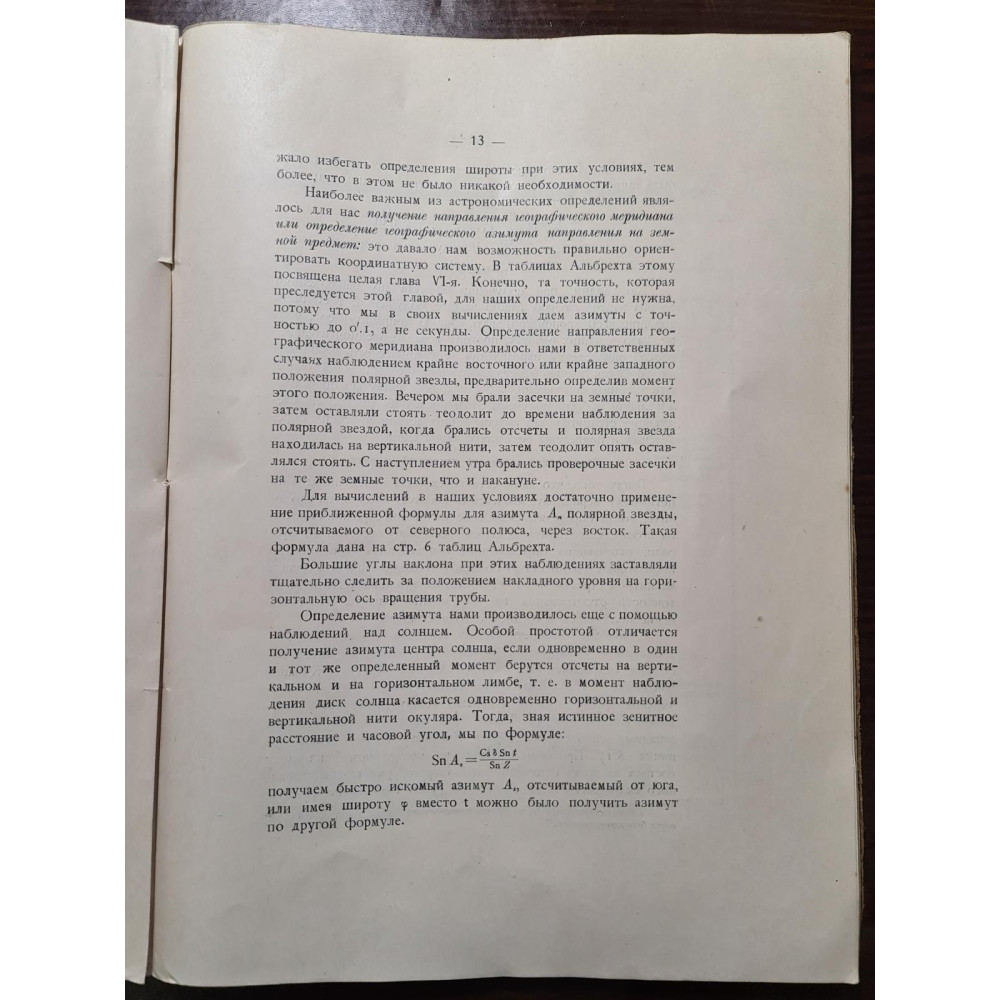 — 13 —
жало избегать определения широты при этих условиях, тем
более, что в этом не было никакой необходимости.
Наиболее важным из астрономических определений явля-
лось для нас получение направления географического меридиана
или определение географического азимута направления на зем-
ной предмет: это давало нам возможность правильно ориен-
тировать координатную систему. В таблицах Альбрехта этому
посвящена целая глава VI-я. Конечно, та точность, которая
преследуется этой главой, для наших определений не нужна,
потому что мы в своих вычислениях даем азимуты с точ-
ностью до 0′.1, а не секунды. Определение направления гео-
графического меридиана производилось нами в ответственных
случаях наблюдением крайне восточного или крайне западного
положения полярной звезды, предварительно определив момент
этого положения. Вечером мы брали засечки на земные точки,
затем оставляли стоять теодолит до времени наблюдения за
полярной звездой, когда брались отсчеты и полярная звезда
находилась на вертикальной нити, затем теодолит опять остав-
лялся стоять. С наступлением утра брались проверочные засечки
на те же земные точки, что и накануне.
Для вычислений в наших условиях достаточно примене-
ние приближенной формулы для азимута Aₙ полярной звезды,
отсчитываемого от северного полюса, через восток. Такая
формула дана на стр. 6 таблиц Альбрехта.
Большие углы наклона при этих наблюдениях заставляли
тщательно следить за положением накладного уровня на гори-
зонтальную ось вращения трубы.
Определение азимута нами производилось еще с помощью
наблюдений над солнцем. Особой простотой отличается
получение азимута центра солнца, если одновременно в один
и тот же определенный момент берутся отсчеты на верти-
кальном и на горизонтальном лимбе, т. е. в момент наблю-
дения диск солнца касается одновременно горизонтальной и
вертикальной нити окуляра. Тогда, зная истинное зенитное
расстояние и часовой угол, мы по формуле:
Sn Aₛ = Cs δ Sn t / Sn Z
получаем быстро искомый азимут Aₛ, отсчитываемый от юга,
или имея широту φ вместо t можно было получить азимут
по другой формуле.